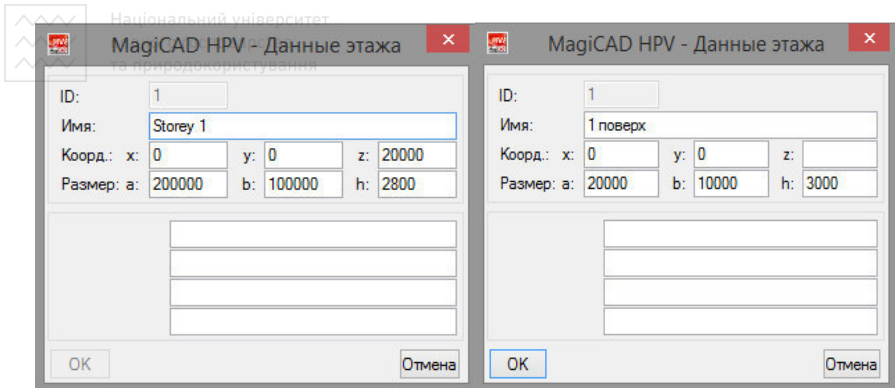 Національний університет
та природокористування
MagiCAD HPV - Данные этажа
ID: 1
Имя: Storey 1
Коорд.: x: 0 y: 0 z: 20000
Размер: a: 200000 b: 100000 h: 2800
OK Отмена
MagiCAD HPV - Данные этажа
ID: 1
Имя: 1 поверх
Коорд.: x: 0 y: 0 z:
Размер: a: 20000 b: 10000 h: 3000
OK Отмена